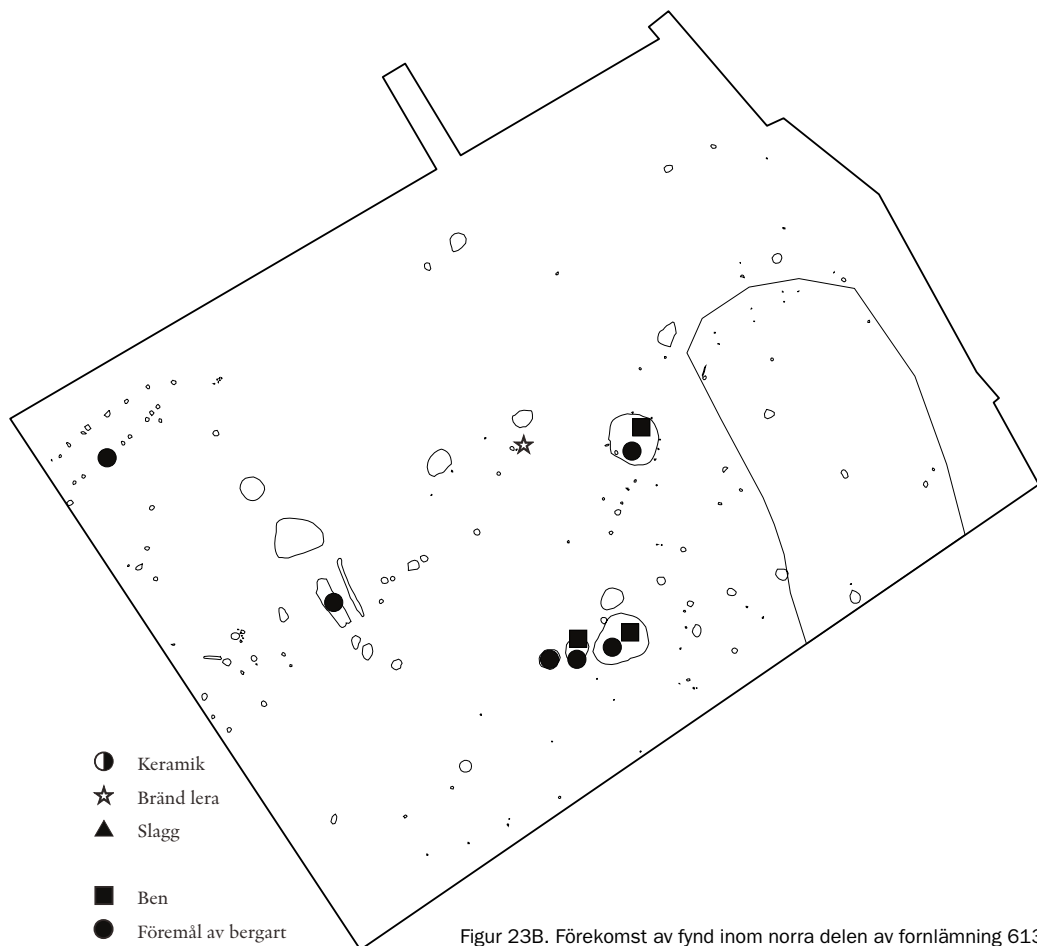 Keramik
Bränd lera
Slagg
Ben
Föremål av bergart
Figur 23B. Förekomst av fynd inom norra delen av fornlämning 613